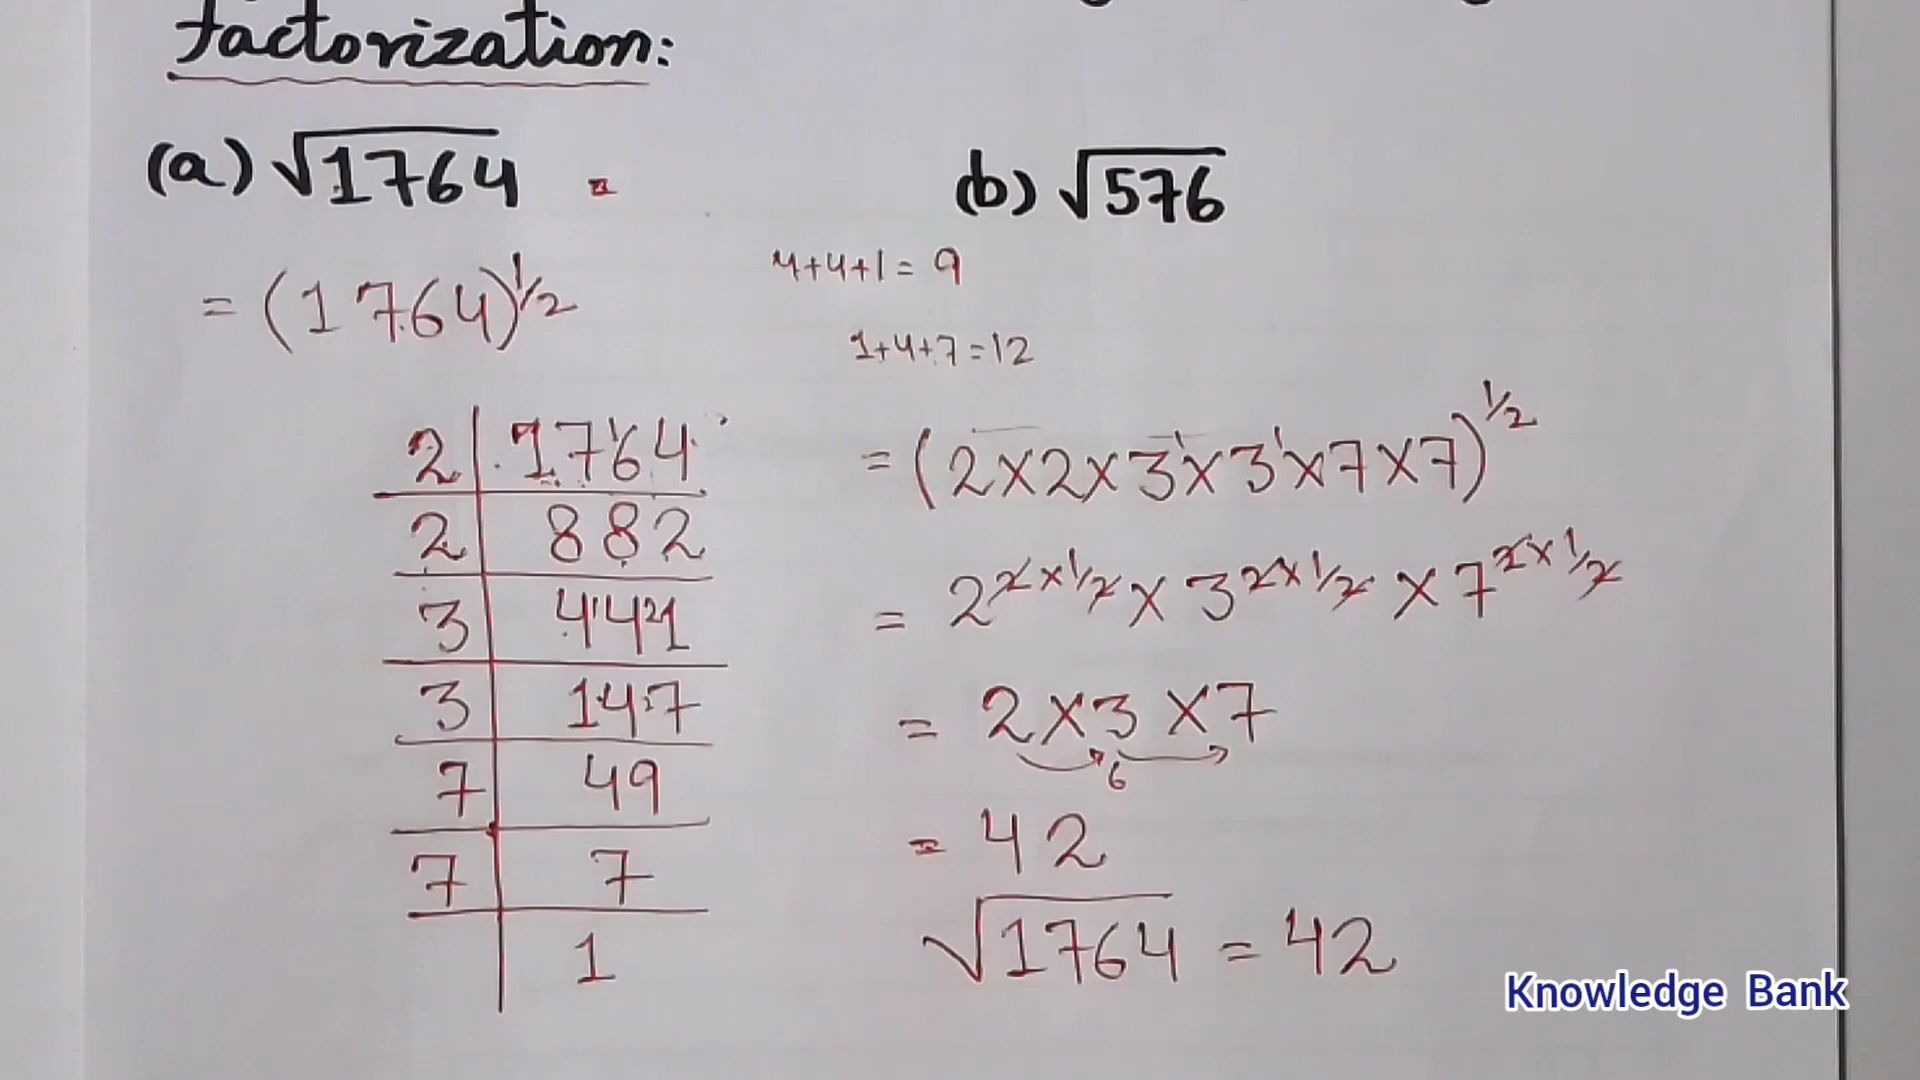 factorization:
(a) √1764 =
(b) √576
= (1764)^1/2
4+4+1 = 9
1+4+7=12
2 | 1764
2 | 882
3 | 441
3 | 147
7 | 49
7 | 7
1
= (2×2×3×3×7×7)^1/2
= 2^2×1/2 × 3^2×1/2 × 7^2×1/2
= 2×3×7
6
= 42
√1764 = 42
Knowledge Bank